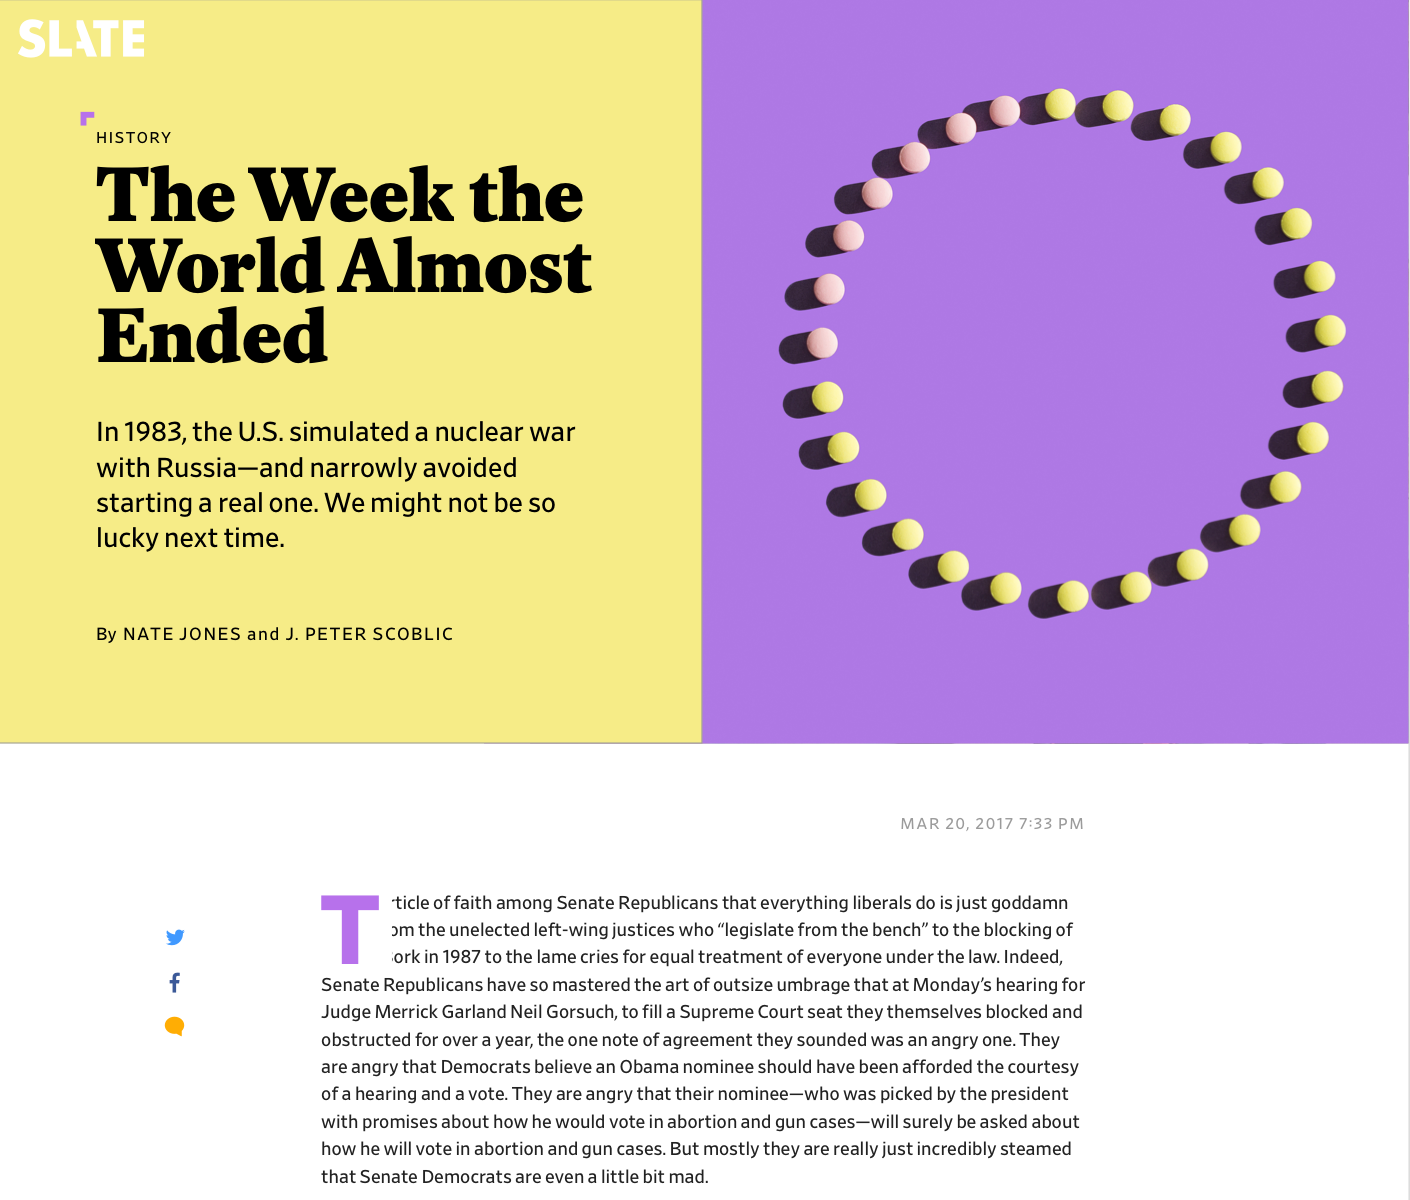 SLATE
HISTORY
The Week the
World Almost
Ended
In 1983, the U.S. simulated a nuclear war
with Russia—and narrowly avoided
starting a real one. We might not be so
lucky next time.
By NATE JONES and J. PETER SCOBLIC
MAR 20, 2017 7:33 PM
T
rticle of faith among Senate Republicans that everything liberals do is just goddamn
om the unelected left-wing justices who “legislate from the bench” to the blocking of
ork in 1987 to the lame cries for equal treatment of everyone under the law. Indeed,
Senate Republicans have so mastered the art of outsize umbrage that at Monday’s hearing for
Judge Merrick Garland Neil Gorsuch, to fill a Supreme Court seat they themselves blocked and
obstructed for over a year, the one note of agreement they sounded was an angry one. They
are angry that Democrats believe an Obama nominee should have been afforded the courtesy
of a hearing and a vote. They are angry that their nominee—who was picked by the president
with promises about how he would vote in abortion and gun cases—will surely be asked about
how he will vote in abortion and gun cases. But mostly they are really just incredibly steamed
that Senate Democrats are even a little bit mad.